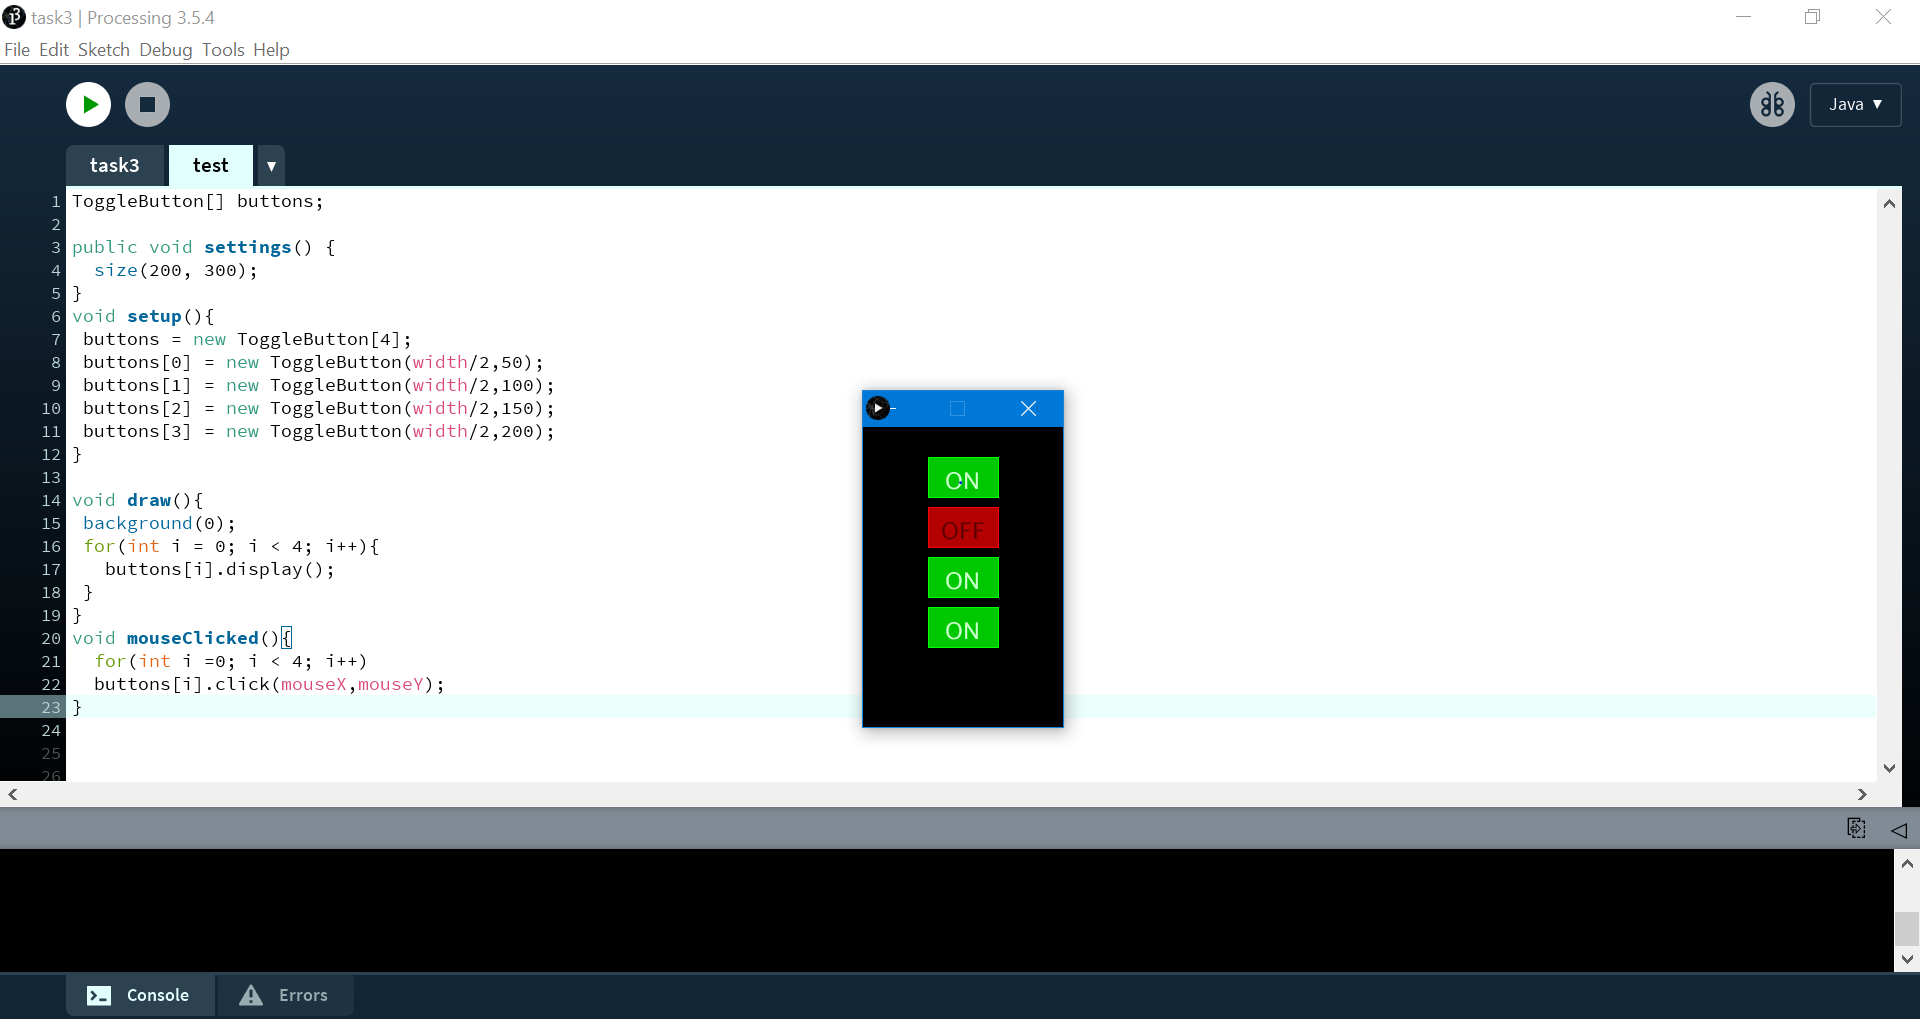 task3 | Processing 3.5.4
File Edit Sketch Debug Tools Help
Java ▼
task3 test ▼
1 ToggleButton[] buttons;
2
3 public void settings() {
4   size(200, 300);
5 }
6 void setup(){
7  buttons = new ToggleButton[4];
8  buttons[0] = new ToggleButton(width/2,50);
9  buttons[1] = new ToggleButton(width/2,100);
10  buttons[2] = new ToggleButton(width/2,150);
11  buttons[3] = new ToggleButton(width/2,200);
12 }
13
14 void draw(){
15  background(0);
16  for(int i = 0; i < 4; i++){
17    buttons[i].display();
18  }
19 }
20 void mouseClicked(){
21   for(int i =0; i < 4; i++)
22   buttons[i].click(mouseX,mouseY);
23 }
24
25
26
ON
OFF
ON
ON
Console Errors